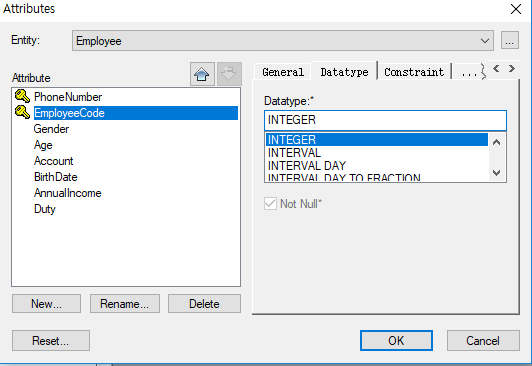 Attributes
Entity:
Employee
...
Attribute
PhoneNumber
EmployeeCode
Gender
Age
Account
BirthDate
AnnualIncome
Duty
New...
Rename...
Delete
General Datatype Constraint ...
Datatype:*
INTEGER
INTEGER
INTERVAL
INTERVAL DAY
INTERVAL DAY TO FRACTION
Not Null*
Reset...
OK
Cancel